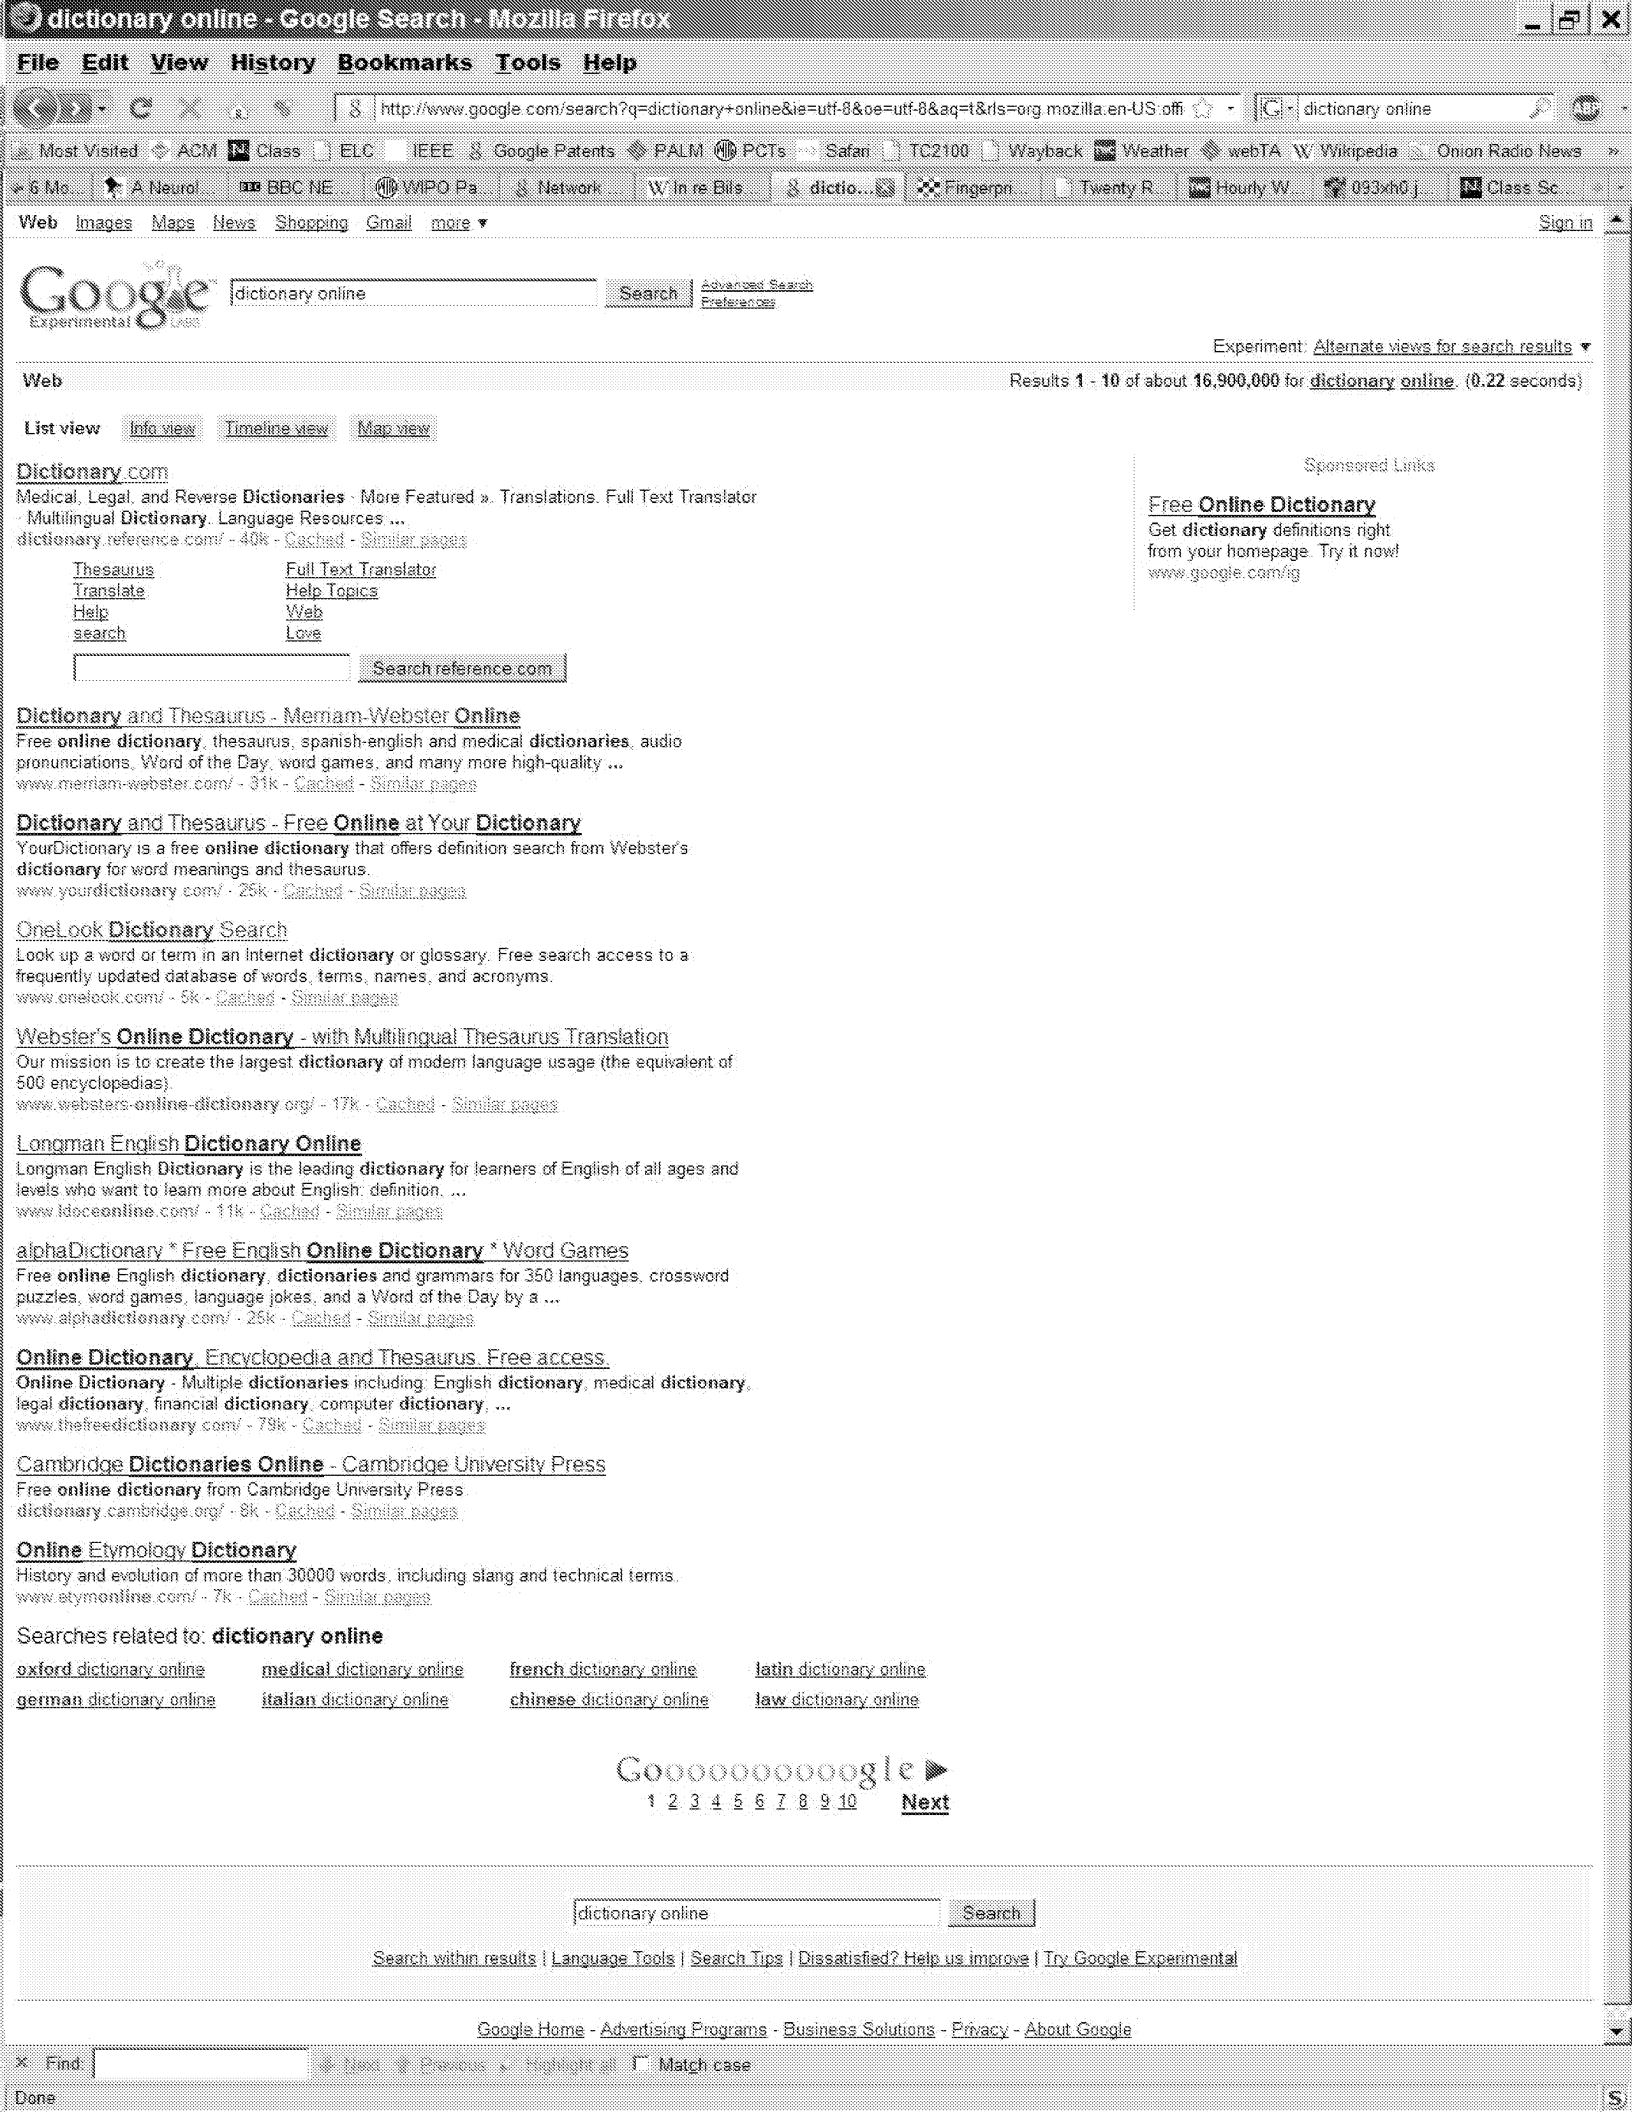 dictionary online - Google Search - Mozilla Firefox
File Edit View History Bookmarks Tools Help
http://www.google.com/search?q=dictionary+online&ie=utf-8&oe=utf-8&aq=t&rls=org.mozilla:en-US:offi dictionary online
Most Visited ACM Class ELC IEEE Google Patents PALM PCTs Safari TC2100 Wayback Weather webTA Wikipedia Onion Radio News »
6 Mo... A Neurol... BBC NE... WIPO Pa... Network ... In re Bils... dictio... Fingerpri... Twenty R... Hourly W... 093xh0.j... Class Sc...
Web Images Maps News Shopping Gmail more ▼ Sign in
Google Experimental LABS
dictionary online Search Advanced Search
Preferences
Experiment: Alternate views for search results ▼
Web Results 1 - 10 of about 16,900,000 for dictionary online. (0.22 seconds)
List view Info view Timeline view Map view
Sponsored Links
Dictionary.com
Medical, Legal, and Reverse Dictionaries · More Featured ». Translations. Full Text Translator
· Multilingual Dictionary. Language Resources ...
dictionary.reference.com/ - 40k - Cached - Similar pages
Thesaurus Full Text Translator
Translate Help Topics
Help Web
search Love
Search reference.com
Free Online Dictionary
Get dictionary definitions right
from your homepage. Try it now!
www.google.com/ig
Dictionary and Thesaurus - Merriam-Webster Online
Free online dictionary, thesaurus, spanish-english and medical dictionaries, audio
pronunciations, Word of the Day, word games, and many more high-quality ...
www.merriam-webster.com/ - 31k - Cached - Similar pages
Dictionary and Thesaurus - Free Online at Your Dictionary
YourDictionary is a free online dictionary that offers definition search from Webster's
dictionary for word meanings and thesaurus.
www.yourdictionary.com/ - 25k - Cached - Similar pages
OneLook Dictionary Search
Look up a word or term in an Internet dictionary or glossary. Free search access to a
frequently updated database of words, terms, names, and acronyms.
www.onelook.com/ - 5k - Cached - Similar pages
Webster's Online Dictionary - with Multilingual Thesaurus Translation
Our mission is to create the largest dictionary of modern language usage (the equivalent of
500 encyclopedias).
www.websters-online-dictionary.org/ - 17k - Cached - Similar pages
Longman English Dictionary Online
Longman English Dictionary is the leading dictionary for learners of English of all ages and
levels who want to learn more about English: definition, ...
www.ldoceonline.com/ - 11k - Cached - Similar pages
alphaDictionary * Free English Online Dictionary * Word Games
Free online English dictionary, dictionaries and grammars for 350 languages, crossword
puzzles, word games, language jokes, and a Word of the Day by a ...
www.alphadictionary.com/ - 25k - Cached - Similar pages
Online Dictionary, Encyclopedia and Thesaurus. Free access.
Online Dictionary - Multiple dictionaries including: English dictionary, medical dictionary,
legal dictionary, financial dictionary, computer dictionary, ...
www.thefreedictionary.com/ - 79k - Cached - Similar pages
Cambridge Dictionaries Online - Cambridge University Press
Free online dictionary from Cambridge University Press
dictionary.cambridge.org/ - 8k - Cached - Similar pages
Online Etymology Dictionary
History and evolution of more than 30000 words, including slang and technical terms.
www.etymonline.com/ - 7k - Cached - Similar pages
Searches related to: dictionary online
oxford dictionary online medical dictionary online french dictionary online latin dictionary online
german dictionary online italian dictionary online chinese dictionary online law dictionary online
Goooooooooogle
1 2 3 4 5 6 7 8 9 10 Next
dictionary online Search
Search within results | Language Tools | Search Tips | Dissatisfied? Help us improve | Try Google Experimental
Google Home - Advertising Programs - Business Solutions - Privacy - About Google
Find: Next Previous Highlight all Match case
Done